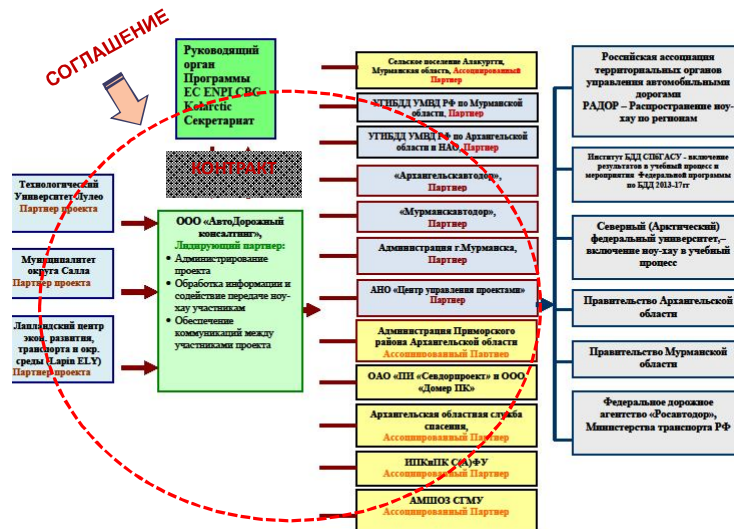 СОГЛАШЕНИЕ
Руководящий
орган
Программы
ЕС ENPI CBC
Kolarctic
Секретариат
КОНТРАКТ
Технологический
Университет Лулео
Партнер проекта
Муниципалитет
округа Салла
Партнер проекта
Лапландский центр
экон. развития,
транспорта и окр.
среды (Lapin ELY)
Партнер проекта
ООО «АвтоДорожный
консалтинг»,
Лидирующий партнер:
• Администрирование
проекта
• Обработка информации и
содействие передаче ноу-
хау участникам
• Обеспечение
коммуникаций между
участниками проекта
Сельское поселение Алакуртти,
Мурманская область, Ассоциированный
Партнер
УГИБДД УМВД РФ по Мурманской
области, Партнер
УГИБДД УМВД РФ по Архангельской
области и НАО, Партнер
«Архангельскавтодор»,
Партнер
«Мурманскавтодор»,
Партнер
Администрация г.Мурманска,
Партнер
АНО «Центр управления проектами»
Партнер
Администрация Приморского
района Архангельской области
Ассоциированный Партнер
ОАО «ПИ «Севдорпроект» и ООО
«Домер ПК»
Архангельская областная служба
спасения,
Ассоциированный Партнер
ИПКиПК С(А)ФУ
Ассоциированный Партнер
АМШОЗ СГМУ
Ассоциированный Партнер
Российская ассоциация
территориальных органов
управления автомобильными
дорогами
РАДОР – Распространение ноу-
хау по регионам
Институт БДД СПбГАСУ - включение
результатов в учебный процесс и
мероприятия Федеральной программы
по БДД 2013-17гг
Северный (Арктический)
федеральный университет,–
включение ноу-хау в учебный
процесс
Правительство Архангельской
области
Правительство Мурманской
области
Федеральное дорожное
агентство «Росавтодор»,
Министерства транспорта РФ